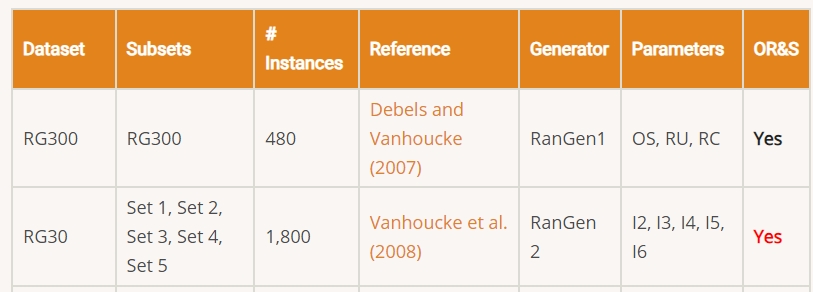 Dataset
Subsets
#
Instances
Reference
Generator
Parameters
OR&S
RG300
RG300
480
Debels and
Vanhoucke
(2007)
RanGen1
OS, RU, RC
Yes
RG30
Set 1, Set 2,
Set 3, Set 4,
Set 5
1,800
Vanhoucke et al.
(2008)
RanGen
2
I2, I3, I4, I5,
I6
Yes